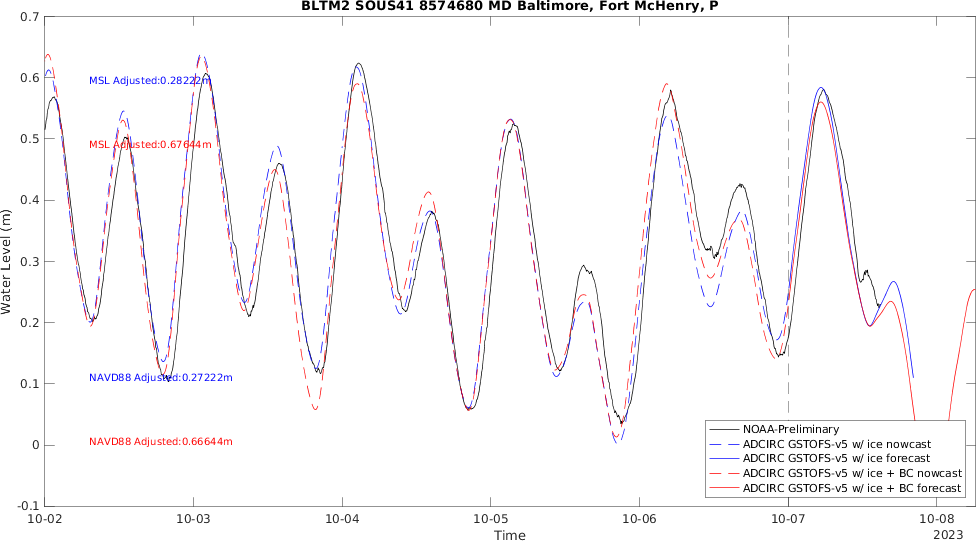 BLTM2 SOUS41 8574680 MD Baltimore, Fort McHenry, P
0.7
0.6
0.5
0.4
0.3
0.2
0.1
0
-0.1
Water Level (m)
MSL Adjusted:0.28222m
MSL Adjusted:0.67644m
NAVD88 Adjusted:0.27222m
NAVD88 Adjusted:0.66644m
NOAA-Preliminary
ADCIRC GSTOFS-v5 w/ ice nowcast
ADCIRC GSTOFS-v5 w/ ice forecast
ADCIRC GSTOFS-v5 w/ ice + BC nowcast
ADCIRC GSTOFS-v5 w/ ice + BC forecast
10-02 10-03 10-04 10-05 10-06 10-07 10-08
Time
2023